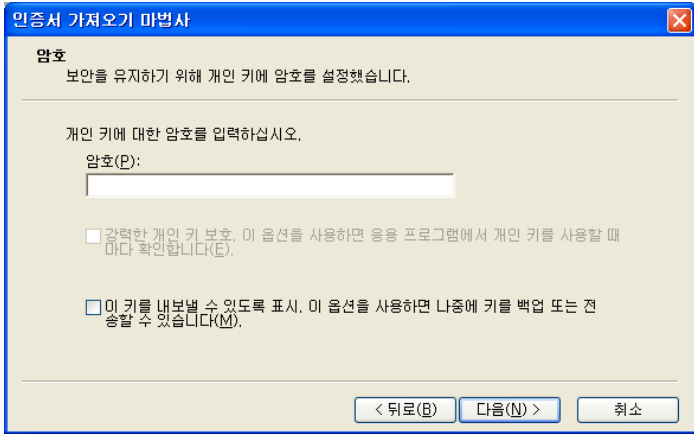 인증서 가져오기 마법사
암호
보안을 유지하기 위해 개인 키에 암호를 설정했습니다.
개인 키에 대한 암호를 입력하십시오.
암호(P):
강력한 개인 키 보호. 이 옵션을 사용하면 응용 프로그램에서 개인 키를 사용할 때
마다 확인합니다(E).
이 키를 내보낼 수 있도록 표시. 이 옵션을 사용하면 나중에 키를 백업 또는 전
송할 수 있습니다(M).
< 뒤로(B) 다음(N) > 취소